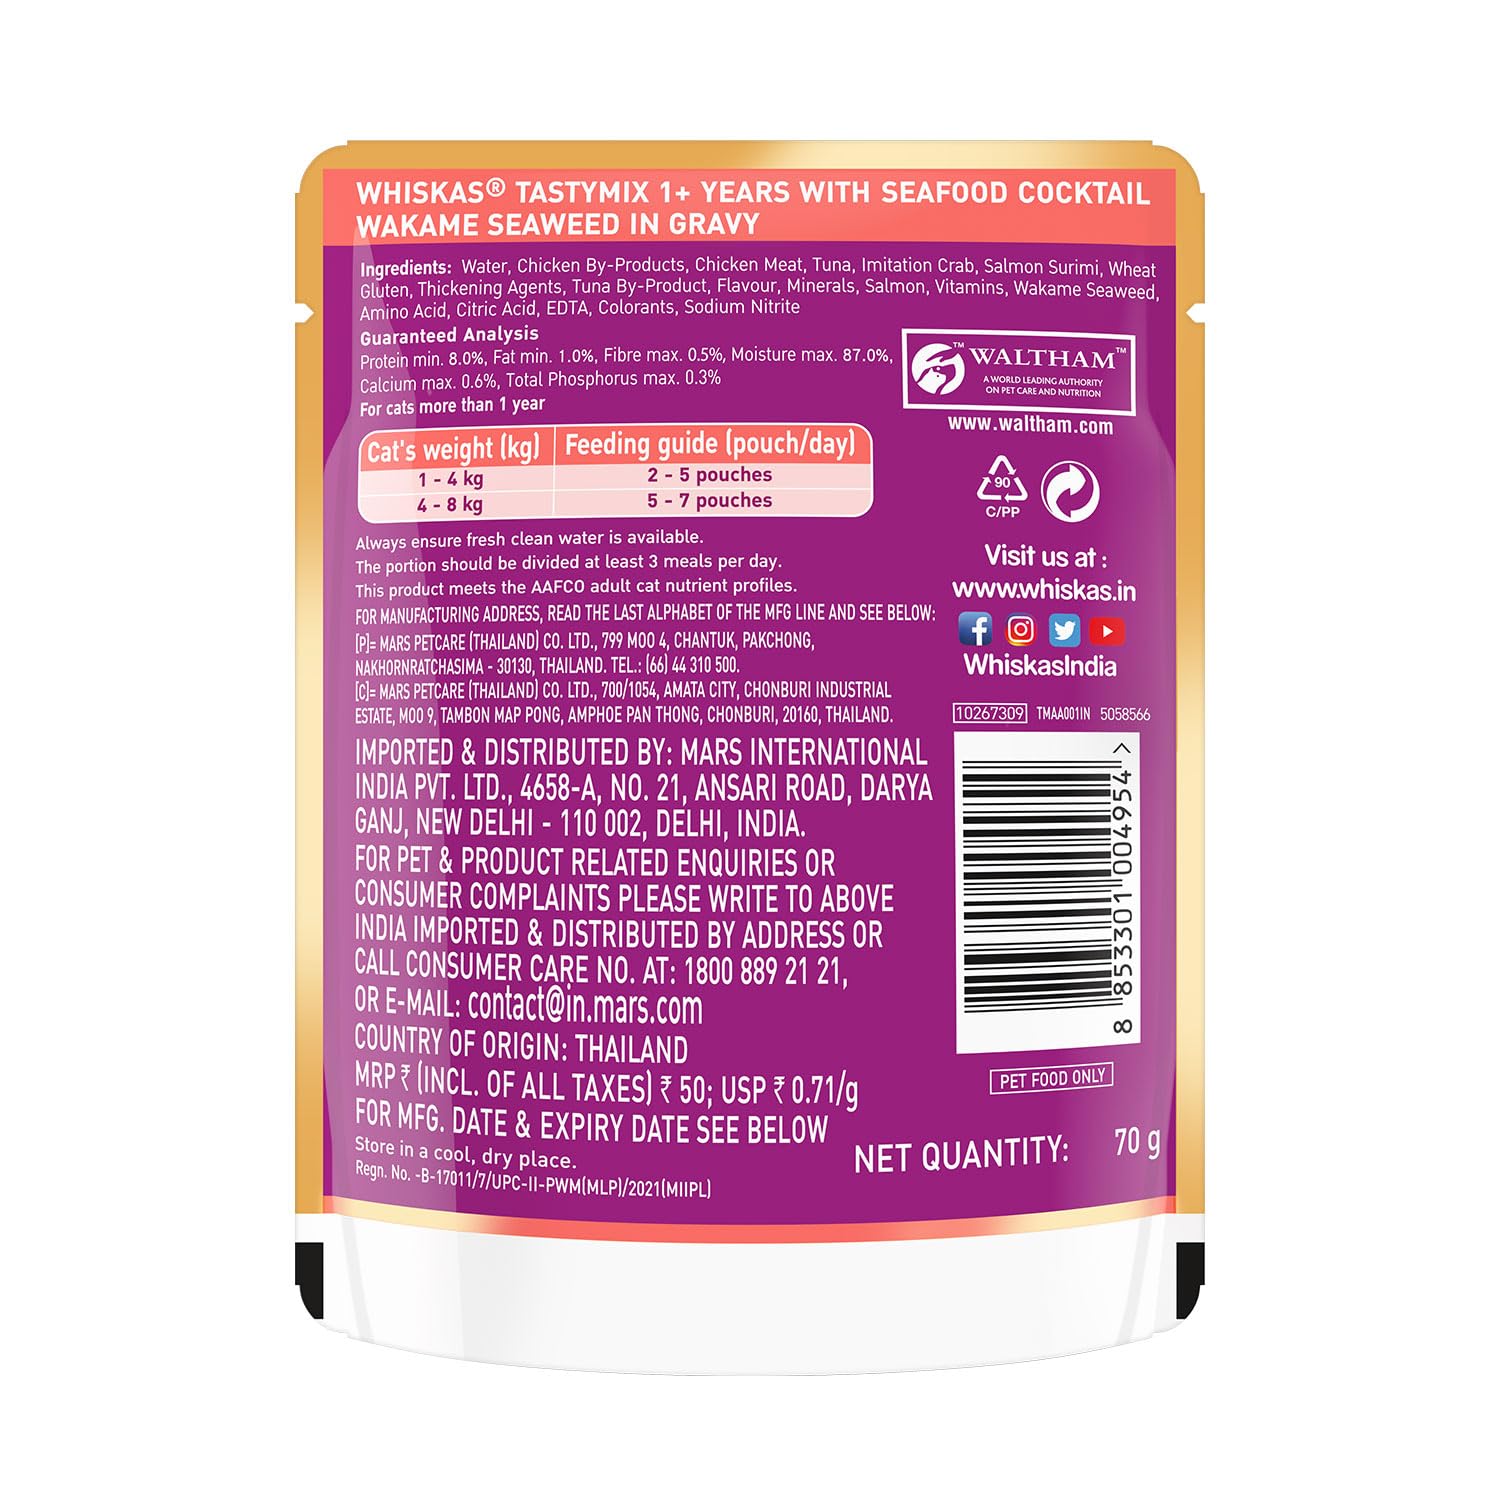 WHISKAS® TASTYMIX 1+ YEARS WITH SEAFOOD COCKTAIL
WAKAME SEAWEED IN GRAVY
Ingredients: Water, Chicken By-Products, Chicken Meat, Tuna, Imitation Crab, Salmon Surimi, Wheat
Gluten, Thickening Agents, Tuna By-Product, Flavour, Minerals, Salmon, Vitamins, Wakame Seaweed,
Amino Acid, Citric Acid, EDTA, Colorants, Sodium Nitrite
Guaranteed Analysis
Protein min. 8.0%, Fat min. 1.0%, Fibre max. 0.5%, Moisture max. 87.0%,
Calcium max. 0.6%, Total Phosphorus max. 0.3%
For cats more than 1 year
™ WALTHAM™
A WORLD LEADING AUTHORITY
ON PET CARE AND NUTRITION
www.waltham.com
Cat's weight (kg) Feeding guide (pouch/day)
1 - 4 kg 2 - 5 pouches
4 - 8 kg 5 - 7 pouches
90
C/PP
Always ensure fresh clean water is available.
The portion should be divided at least 3 meals per day.
This product meets the AAFCO adult cat nutrient profiles.
FOR MANUFACTURING ADDRESS, READ THE LAST ALPHABET OF THE MFG LINE AND SEE BELOW:
[P]= MARS PETCARE (THAILAND) CO. LTD., 799 MOO 4, CHANTUK, PAKCHONG,
NAKHORNRATCHASIMA - 30130, THAILAND. TEL.: (66) 44 310 500.
[C]= MARS PETCARE (THAILAND) CO. LTD., 700/1054, AMATA CITY, CHONBURI INDUSTRIAL
ESTATE, MOO 9, TAMBON MAP PONG, AMPHOE PAN THONG, CHONBURI, 20160, THAILAND.
Visit us at :
www.whiskas.in
WhiskasIndia
10267309 TMAA001IN 5058566
IMPORTED & DISTRIBUTED BY: MARS INTERNATIONAL
INDIA PVT. LTD., 4658-A, NO. 21, ANSARI ROAD, DARYA
GANJ, NEW DELHI - 110 002, DELHI, INDIA.
FOR PET & PRODUCT RELATED ENQUIRIES OR
CONSUMER COMPLAINTS PLEASE WRITE TO ABOVE
INDIA IMPORTED & DISTRIBUTED BY ADDRESS OR
CALL CONSUMER CARE NO. AT: 1800 889 21 21,
OR E-MAIL: contact@in.mars.com
COUNTRY OF ORIGIN: THAILAND
MRP ₹ (INCL. OF ALL TAXES) ₹ 50; USP ₹ 0.71/g
FOR MFG. DATE & EXPIRY DATE SEE BELOW
Store in a cool, dry place.
Regn. No. -B-17011/7/UPC-II-PWM(MLP)/2021(MIIPL)
8 853301 004954 >
PET FOOD ONLY
NET QUANTITY: 70 g